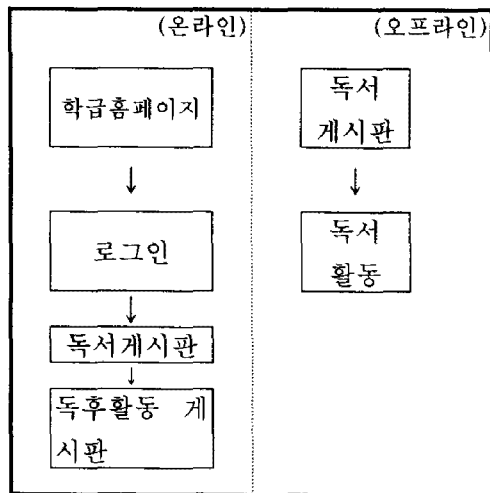 (온라인)
학급홈페이지
로그인
독서게시판
독후활동 게
시판
(오프라인)
독서
게시판
독서
활동